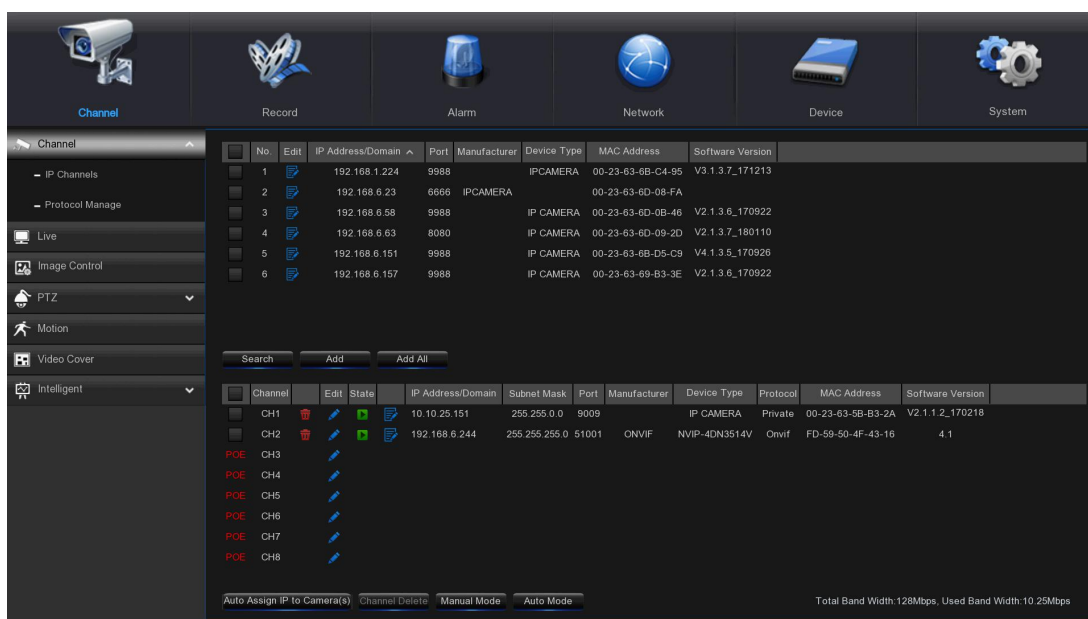 Channel Record Alarm Network Device System
Channel
IP Channels
Protocol Manage
Live
Image Control
PTZ
Motion
Video Cover
Intelligent
No. Edit IP Address/Domain Port Manufacturer Device Type MAC Address Software Version
1 192.168.1.224 9988 IPCAMERA 00-23-63-6B-C4-95 V3.1.3.7_171213
2 192.168.6.23 6666 IPCAMERA 00-23-63-6D-08-FA
3 192.168.6.58 9988 IP CAMERA 00-23-63-6D-0B-46 V2.1.3.6_170922
4 192.168.6.63 8080 IP CAMERA 00-23-63-6D-09-2D V2.1.3.7_180110
5 192.168.6.151 9988 IP CAMERA 00-23-63-6B-D5-C9 V4.1.3.5_170926
6 192.168.6.157 9988 IP CAMERA 00-23-63-69-B3-3E V2.1.3.6_170922
Search Add Add All
Channel Edit State IP Address/Domain Subnet Mask Port Manufacturer Device Type Protocol MAC Address Software Version
CH1 10.10.25.151 255.255.0.0 9009 IP CAMERA Private 00-23-63-5B-B3-2A V2.1.1.2_170218
CH2 192.168.6.244 255.255.255.0 51001 ONVIF NVIP-4DN3514V Onvif FD-59-50-4F-43-16 4.1
POE CH3
POE CH4
POE CH5
POE CH6
POE CH7
POE CH8
Auto Assign IP to Camera(s) Channel Delete Manual Mode Auto Mode Total Band Width:128Mbps, Used Band Width:10.25Mbps